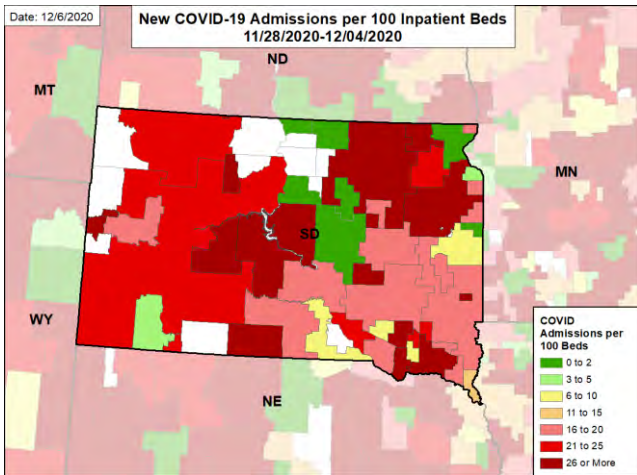 Date: 12/6/2020
New COVID-19 Admissions per 100 Inpatient Beds
11/28/2020-12/04/2020
ND
MT
MN
SD
WY
NE
COVID
Admissions per
100 Beds
0 to 2
3 to 5
6 to 10
11 to 15
16 to 20
21 to 25
26 or More